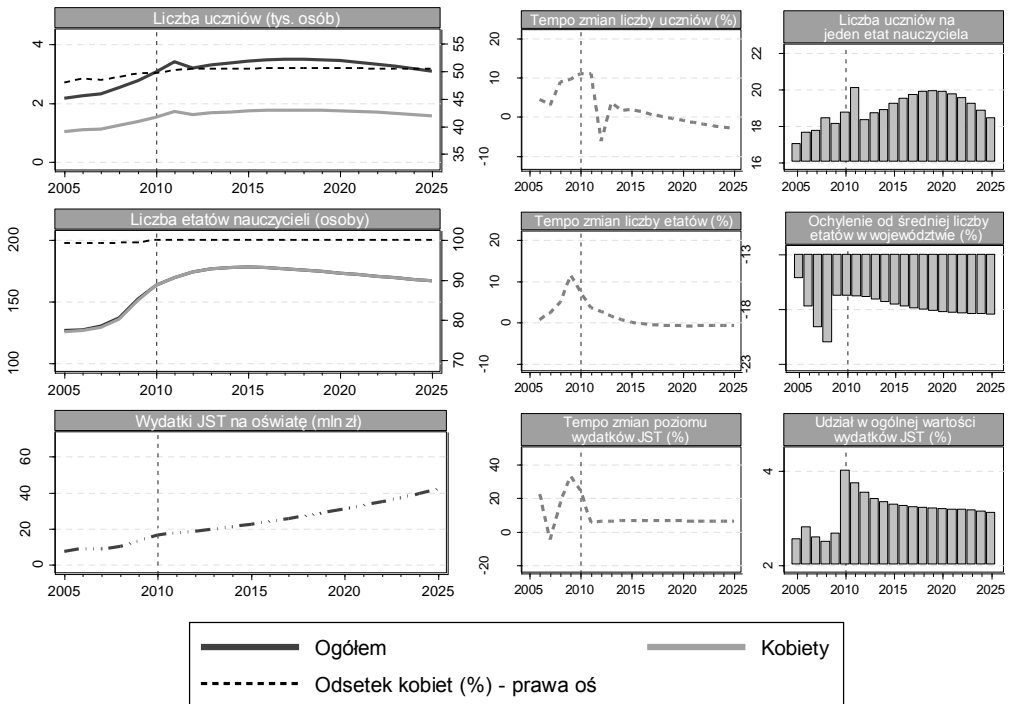 Liczba uczniów (tys. osób)
4
2
0
55
50
45
40
35
2005 2010 2015 2020 2025
Tempo zmian liczby uczniów (%)
20
10
0
-10
2005 2010 2015 2020 2025
Liczba uczniów na
jeden etat nauczyciela
22
20
18
16
2005 2010 2015 2020 2025
Liczba etatów nauczycieli (osoby)
200
150
100
100
90
80
70
2005 2010 2015 2020 2025
Tempo zmian liczby etatów (%)
20
10
0
-10
2005 2010 2015 2020 2025
Ochylenie od średniej liczby
etatów w województwie (%)
-13
-18
-23
2005 2010 2015 2020 2025
Wydatki JST na oświatę (mln zł)
60
40
20
0
2005 2010 2015 2020 2025
Tempo zmian poziomu
wydatków JST (%)
40
20
0
-20
2005 2010 2015 2020 2025
Udział w ogólnej wartości
wydatków JST (%)
4
2
2005 2010 2015 2020 2025
Ogółem
Kobiety
Odsetek kobiet (%) - prawa oś